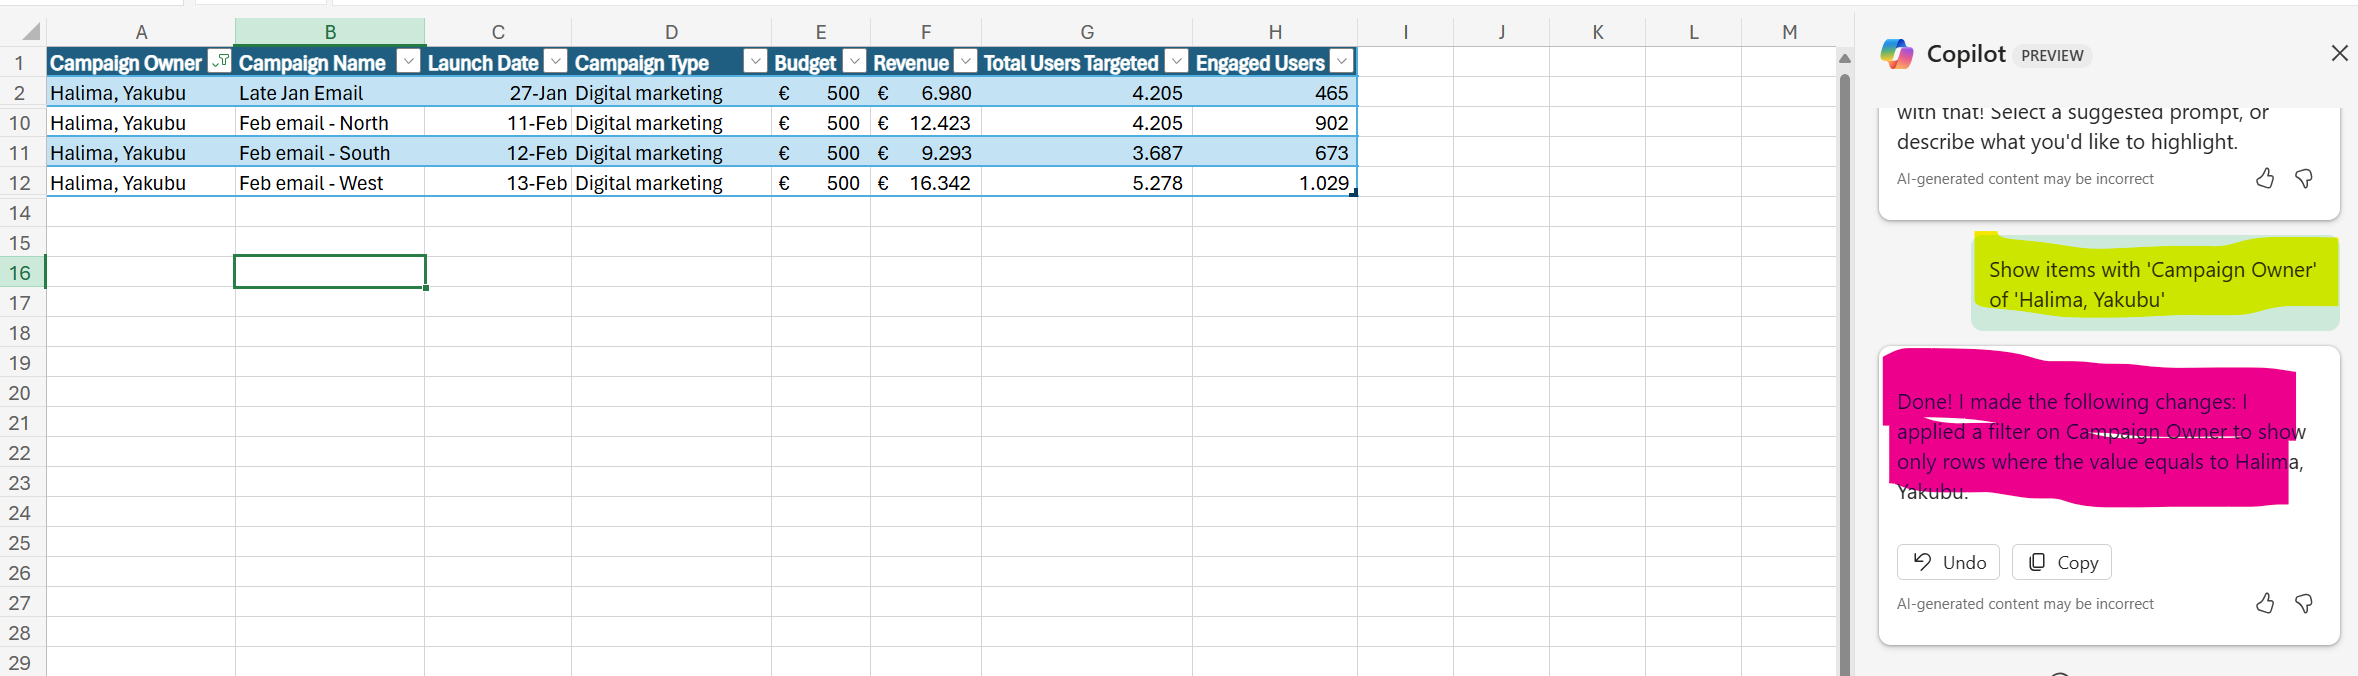 A B C D E F G H I J K L M
1 Campaign Owner Campaign Name Launch Date Campaign Type Budget Revenue Total Users Targeted Engaged Users
2 Halima, Yakubu Late Jan Email 27-Jan Digital marketing € 500 € 6.980 4.205 465
10 Halima, Yakubu Feb email - North 11-Feb Digital marketing € 500 € 12.423 4.205 902
11 Halima, Yakubu Feb email - South 12-Feb Digital marketing € 500 € 9.293 3.687 673
12 Halima, Yakubu Feb email - West 13-Feb Digital marketing € 500 € 16.342 5.278 1.029
14
15
16
17
18
19
20
21
22
23
24
25
26
27
28
29
Copilot PREVIEW
with that! Select a suggested prompt, or
describe what you'd like to highlight.
AI-generated content may be incorrect
Show items with 'Campaign Owner'
of 'Halima, Yakubu'
Done! I made the following changes: I
applied a filter on Campaign Owner to show
only rows where the value equals to Halima,
Yakubu.
Undo Copy
AI-generated content may be incorrect